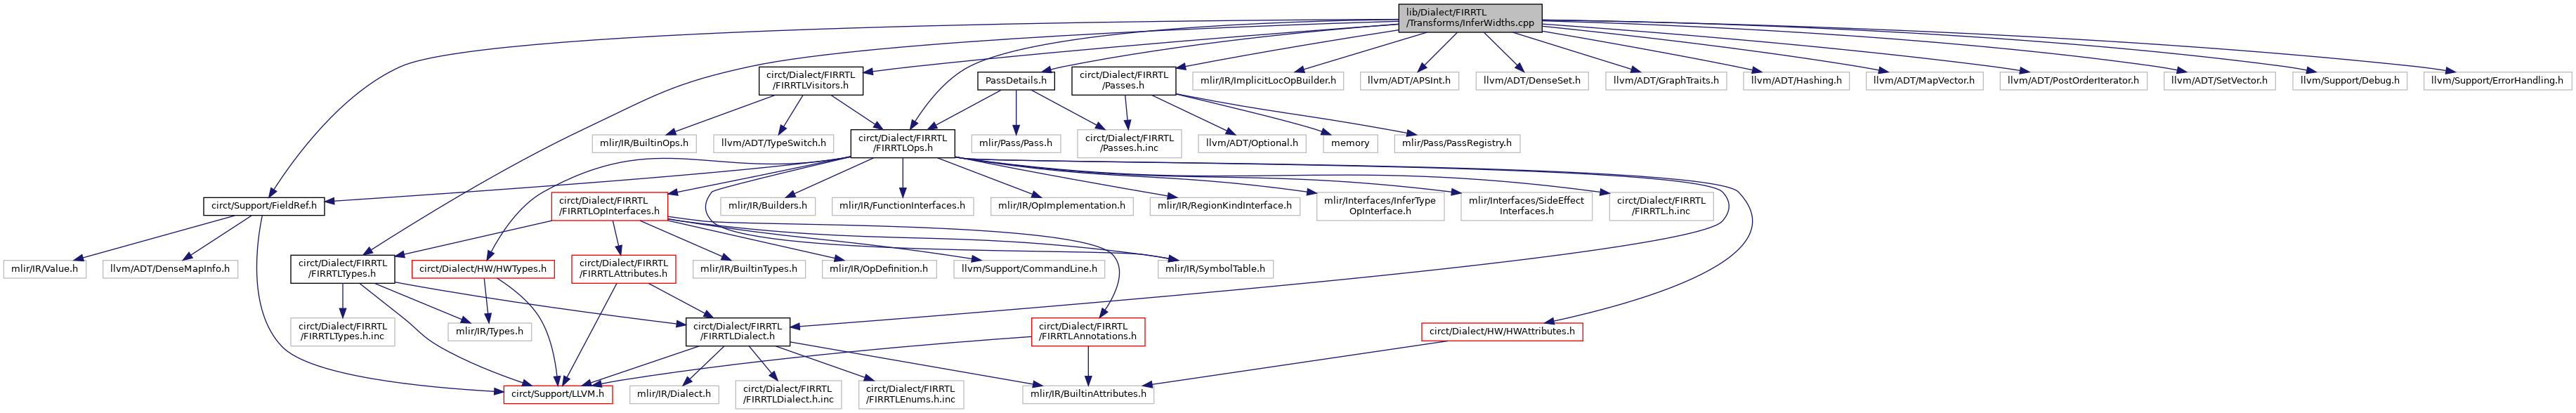 lib/Dialect/FIRRTL
/Transforms/InferWidths.cpp
circt/Dialect/FIRRTL
/FIRRTLVisitors.h
PassDetails.h
circt/Dialect/FIRRTL
/Passes.h
mlir/IR/ImplicitLocOpBuilder.h
llvm/ADT/APSInt.h
llvm/ADT/DenseSet.h
llvm/ADT/GraphTraits.h
llvm/ADT/Hashing.h
llvm/ADT/MapVector.h
llvm/ADT/PostOrderIterator.h
llvm/ADT/SetVector.h
llvm/Support/Debug.h
llvm/Support/ErrorHandling.h
mlir/IR/BuiltinOps.h
llvm/ADT/TypeSwitch.h
circt/Dialect/FIRRTL
/FIRRTLOps.h
mlir/Pass/Pass.h
circt/Dialect/FIRRTL
/Passes.h.inc
llvm/ADT/Optional.h
memory
mlir/Pass/PassRegistry.h
circt/Support/FieldRef.h
circt/Dialect/FIRRTL
/FIRRTLOpInterfaces.h
mlir/IR/Builders.h
mlir/IR/FunctionInterfaces.h
mlir/IR/OpImplementation.h
mlir/IR/RegionKindInterface.h
mlir/Interfaces/InferType
OpInterface.h
mlir/Interfaces/SideEffect
Interfaces.h
circt/Dialect/FIRRTL
/FIRRTL.h.inc
mlir/IR/Value.h
llvm/ADT/DenseMapInfo.h
circt/Dialect/FIRRTL
/FIRRTLTypes.h
circt/Dialect/HW/HWTypes.h
circt/Dialect/FIRRTL
/FIRRTLAttributes.h
mlir/IR/BuiltinTypes.h
mlir/IR/OpDefinition.h
llvm/Support/CommandLine.h
mlir/IR/SymbolTable.h
circt/Dialect/FIRRTL
/FIRRTLTypes.h.inc
mlir/IR/Types.h
circt/Dialect/FIRRTL
/FIRRTLDialect.h
circt/Dialect/FIRRTL
/FIRRTLAnnotations.h
circt/Dialect/HW/HWAttributes.h
circt/Support/LLVM.h
mlir/IR/Dialect.h
circt/Dialect/FIRRTL
/FIRRTLDialect.h.inc
circt/Dialect/FIRRTL
/FIRRTLEnums.h.inc
mlir/IR/BuiltinAttributes.h